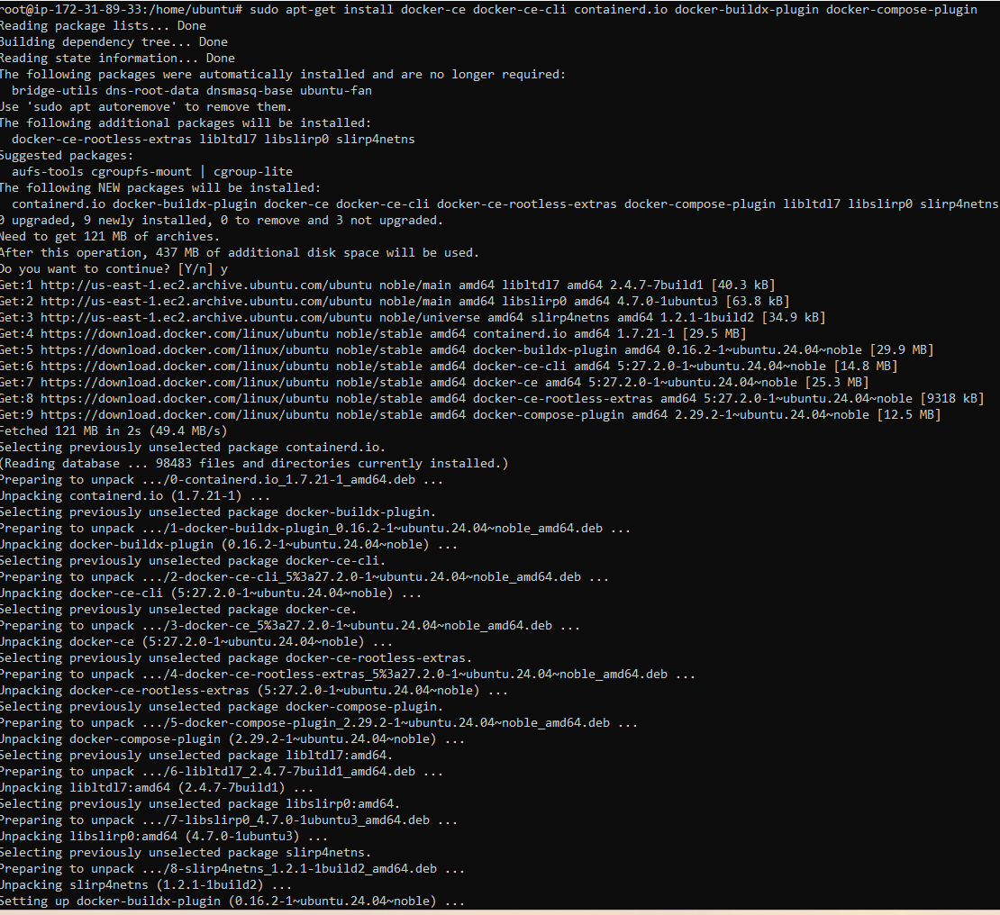 root@ip-172-31-89-33:/home/ubuntu# sudo apt-get install docker-ce docker-ce-cli containerd.io docker-buildx-plugin docker-compose-plugin
Reading package lists... Done
Building dependency tree... Done
Reading state information... Done
The following packages were automatically installed and are no longer required:
  bridge-utils dns-root-data dnsmasq-base ubuntu-fan
Use 'sudo apt autoremove' to remove them.
The following additional packages will be installed:
  docker-ce-rootless-extras libltdl7 libslirp0 slirp4netns
Suggested packages:
  aufs-tools cgroupfs-mount | cgroup-lite
The following NEW packages will be installed:
  containerd.io docker-buildx-plugin docker-ce docker-ce-cli docker-ce-rootless-extras docker-compose-plugin libltdl7 libslirp0 slirp4netns
0 upgraded, 9 newly installed, 0 to remove and 3 not upgraded.
Need to get 121 MB of archives.
After this operation, 437 MB of additional disk space will be used.
Do you want to continue? [Y/n] y
Get:1 http://us-east-1.ec2.archive.ubuntu.com/ubuntu noble/main amd64 libltdl7 amd64 2.4.7-7build1 [40.3 kB]
Get:2 http://us-east-1.ec2.archive.ubuntu.com/ubuntu noble/main amd64 libslirp0 amd64 4.7.0-1ubuntu3 [63.8 kB]
Get:3 http://us-east-1.ec2.archive.ubuntu.com/ubuntu noble/universe amd64 slirp4netns amd64 1.2.1-1build2 [34.9 kB]
Get:4 https://download.docker.com/linux/ubuntu noble/stable amd64 containerd.io amd64 1.7.21-1 [29.5 MB]
Get:5 https://download.docker.com/linux/ubuntu noble/stable amd64 docker-buildx-plugin amd64 0.16.2-1~ubuntu.24.04~noble [29.9 MB]
Get:6 https://download.docker.com/linux/ubuntu noble/stable amd64 docker-ce-cli amd64 5:27.2.0-1~ubuntu.24.04~noble [14.8 MB]
Get:7 https://download.docker.com/linux/ubuntu noble/stable amd64 docker-ce amd64 5:27.2.0-1~ubuntu.24.04~noble [25.3 MB]
Get:8 https://download.docker.com/linux/ubuntu noble/stable amd64 docker-ce-rootless-extras amd64 5:27.2.0-1~ubuntu.24.04~noble [9318 kB]
Get:9 https://download.docker.com/linux/ubuntu noble/stable amd64 docker-compose-plugin amd64 2.29.2-1~ubuntu.24.04~noble [12.5 MB]
Fetched 121 MB in 2s (49.4 MB/s)
Selecting previously unselected package containerd.io.
(Reading database ... 98483 files and directories currently installed.)
Preparing to unpack .../0-containerd.io_1.7.21-1_amd64.deb ...
Unpacking containerd.io (1.7.21-1) ...
Selecting previously unselected package docker-buildx-plugin.
Preparing to unpack .../1-docker-buildx-plugin_0.16.2-1~ubuntu.24.04~noble_amd64.deb ...
Unpacking docker-buildx-plugin (0.16.2-1~ubuntu.24.04~noble) ...
Selecting previously unselected package docker-ce-cli.
Preparing to unpack .../2-docker-ce-cli_5%3a27.2.0-1~ubuntu.24.04~noble_amd64.deb ...
Unpacking docker-ce-cli (5:27.2.0-1~ubuntu.24.04~noble) ...
Selecting previously unselected package docker-ce.
Preparing to unpack .../3-docker-ce_5%3a27.2.0-1~ubuntu.24.04~noble_amd64.deb ...
Unpacking docker-ce (5:27.2.0-1~ubuntu.24.04~noble) ...
Selecting previously unselected package docker-ce-rootless-extras.
Preparing to unpack .../4-docker-ce-rootless-extras_5%3a27.2.0-1~ubuntu.24.04~noble_amd64.deb ...
Unpacking docker-ce-rootless-extras (5:27.2.0-1~ubuntu.24.04~noble) ...
Selecting previously unselected package docker-compose-plugin.
Preparing to unpack .../5-docker-compose-plugin_2.29.2-1~ubuntu.24.04~noble_amd64.deb ...
Unpacking docker-compose-plugin (2.29.2-1~ubuntu.24.04~noble) ...
Selecting previously unselected package libltdl7:amd64.
Preparing to unpack .../6-libltdl7_2.4.7-7build1_amd64.deb ...
Unpacking libltdl7:amd64 (2.4.7-7build1) ...
Selecting previously unselected package libslirp0:amd64.
Preparing to unpack .../7-libslirp0_4.7.0-1ubuntu3_amd64.deb ...
Unpacking libslirp0:amd64 (4.7.0-1ubuntu3) ...
Selecting previously unselected package slirp4netns.
Preparing to unpack .../8-slirp4netns_1.2.1-1build2_amd64.deb ...
Unpacking slirp4netns (1.2.1-1build2) ...
Setting up docker-buildx-plugin (0.16.2-1~ubuntu.24.04~noble) ...